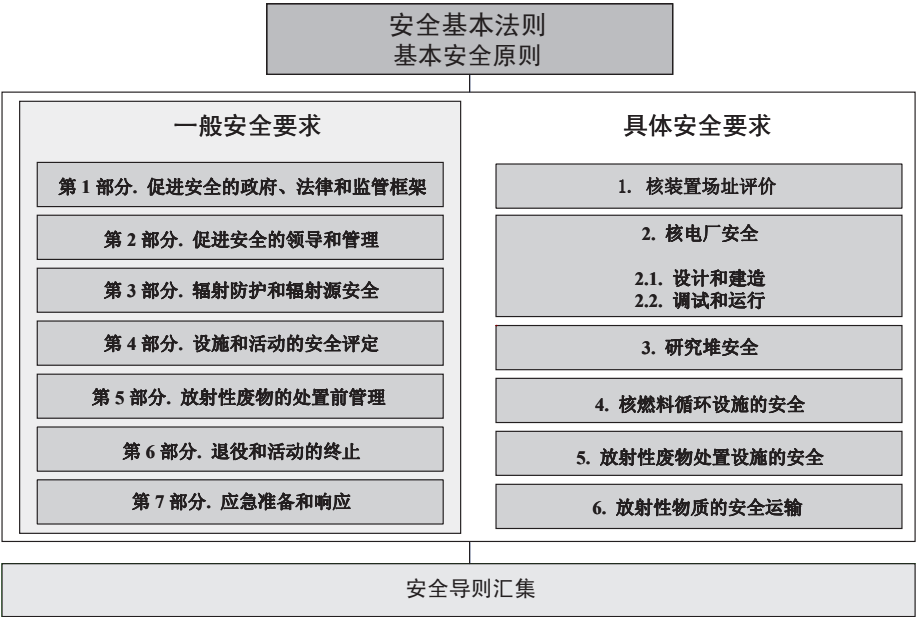 安全基本法则
基本安全原则
一般安全要求
第 1 部分. 促进安全的政府、法律和监管框架
第 2 部分. 促进安全的领导和管理
第 3 部分. 辐射防护和辐射源安全
第 4 部分. 设施和活动的安全评定
第 5 部分. 放射性废物的处置前管理
第 6 部分. 退役和活动的终止
第 7 部分. 应急准备和响应
具体安全要求
1. 核装置场址评价
2. 核电厂安全
2.1. 设计和建造
2.2. 调试和运行
3. 研究堆安全
4. 核燃料循环设施的安全
5. 放射性废物处置设施的安全
6. 放射性物质的安全运输
安全导则汇集